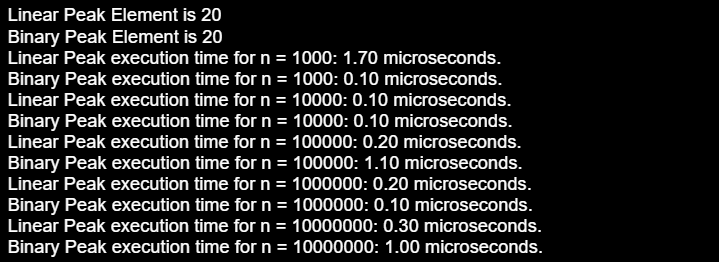 Linear Peak Element is 20
Binary Peak Element is 20
Linear Peak execution time for n = 1000: 1.70 microseconds.
Binary Peak execution time for n = 1000: 0.10 microseconds.
Linear Peak execution time for n = 10000: 0.10 microseconds.
Binary Peak execution time for n = 10000: 0.10 microseconds.
Linear Peak execution time for n = 100000: 0.20 microseconds.
Binary Peak execution time for n = 100000: 1.10 microseconds.
Linear Peak execution time for n = 1000000: 0.20 microseconds.
Binary Peak execution time for n = 1000000: 0.10 microseconds.
Linear Peak execution time for n = 10000000: 0.30 microseconds.
Binary Peak execution time for n = 10000000: 1.00 microseconds.